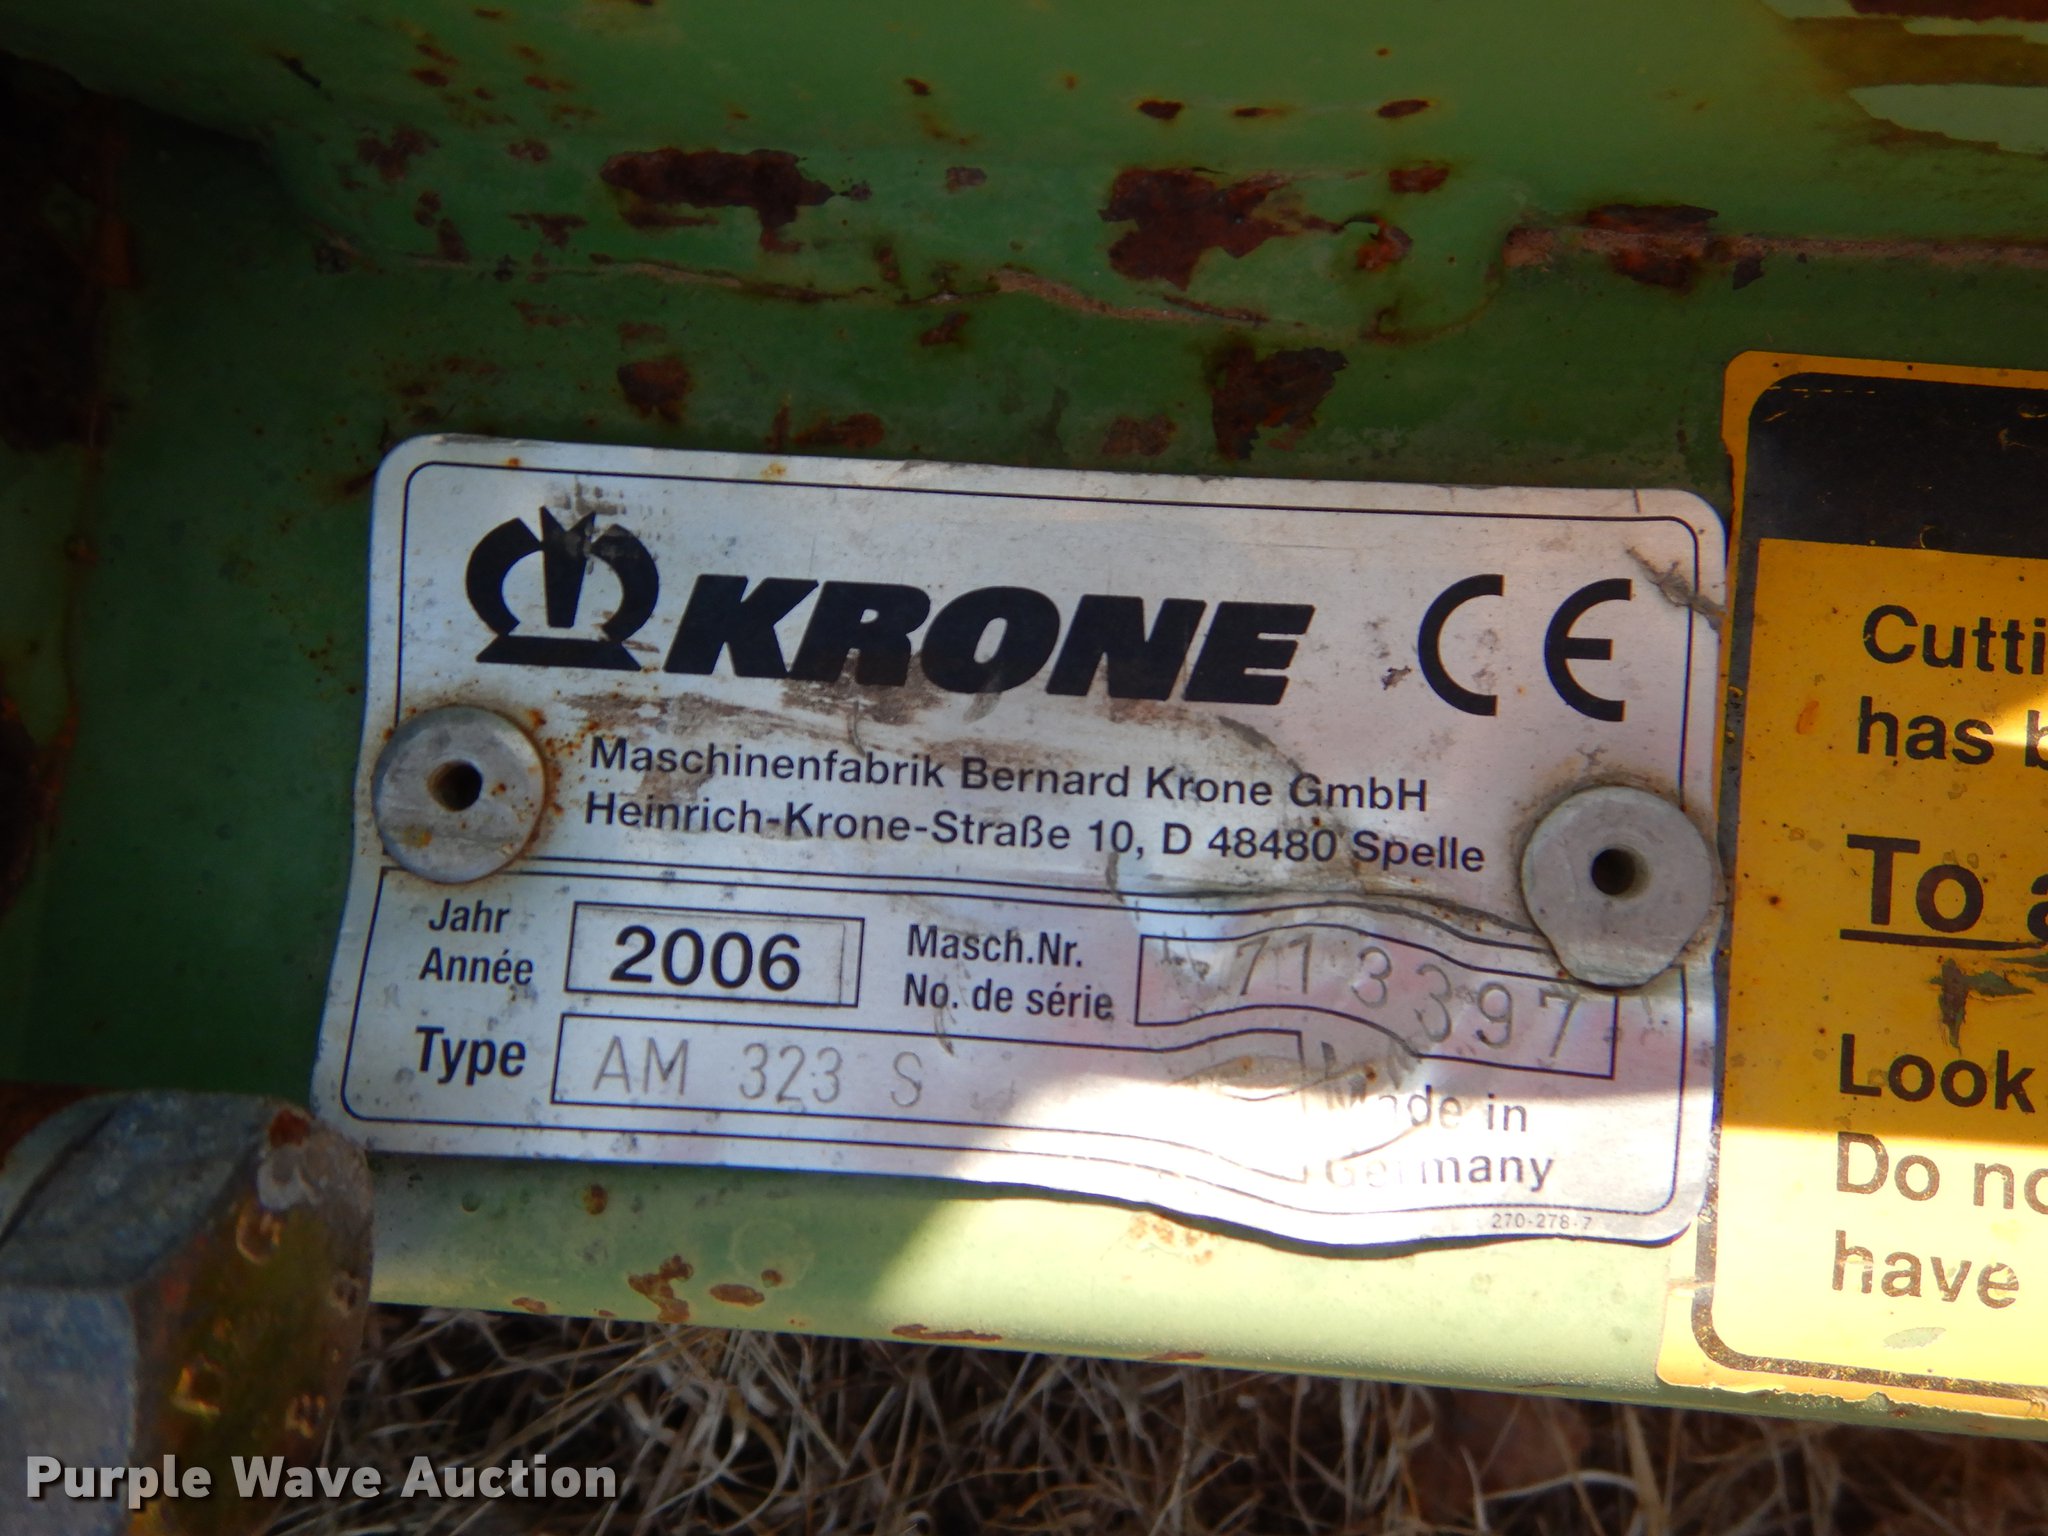 KRONE CE
Maschinenfabrik Bernard Krone GmbH
Heinrich-Krone-Straße 10, D 48480 Spelle
Jahr
Année
2006
Masch.Nr.
No. de série
713397
Type
AM 323 S
Made in
Germany
270-278-7
Cutti
has b
To a
Look
Do no
have
Purple Wave Auction